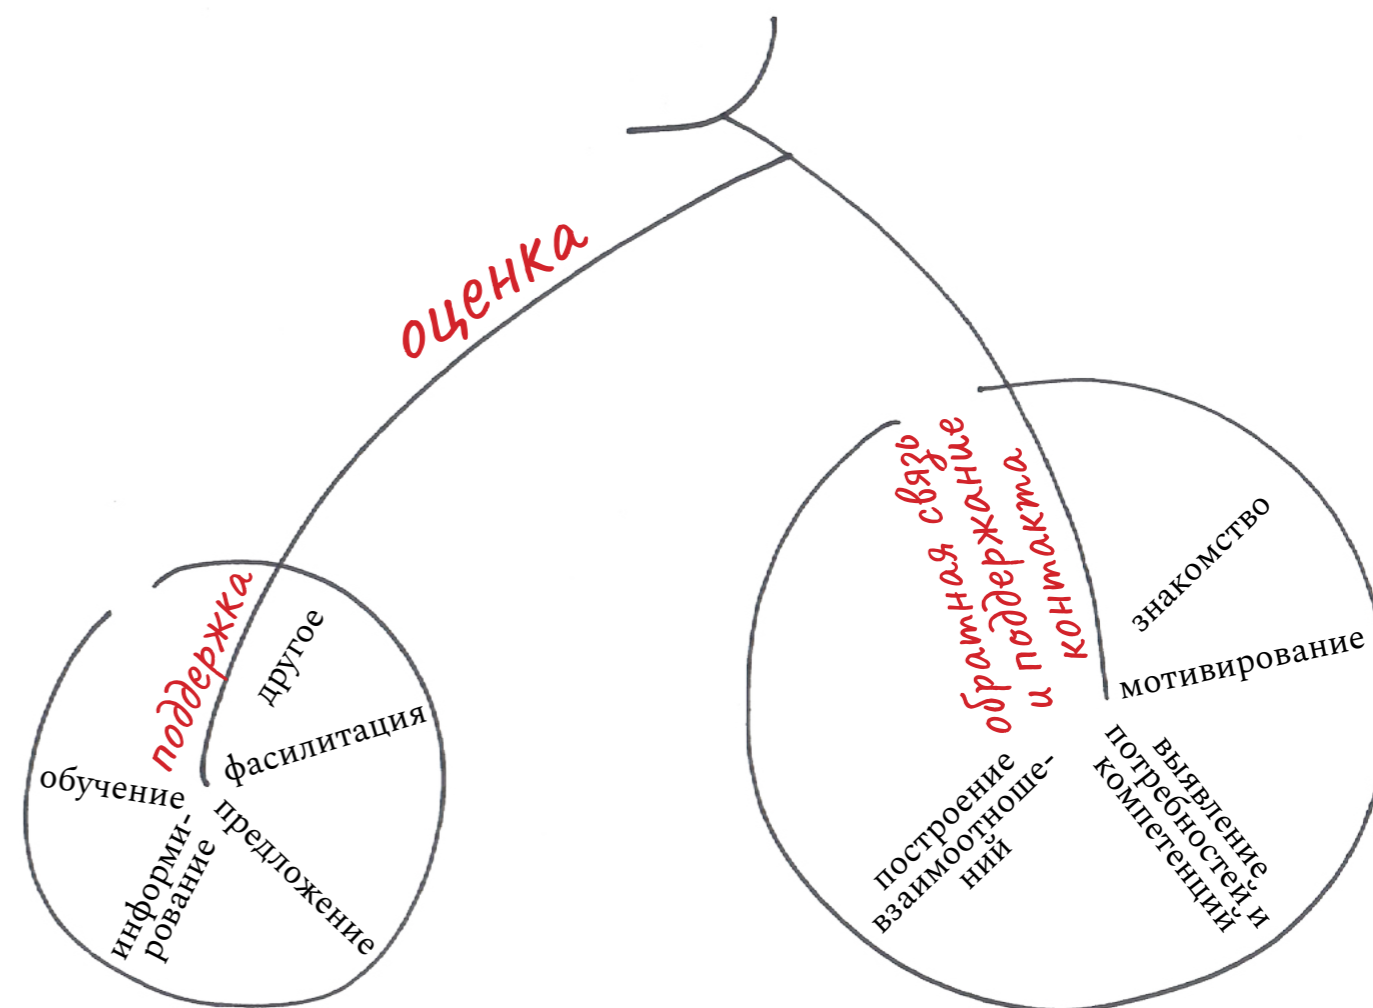 оценка
поддержка
другое
фасилитация
обучение
информи-
рование
предложение
обратная связь
и поддержание
контакта
знакомство
мотивирование
выявление
потребностей и
компетенций
построение
взаимоотноше-
ний